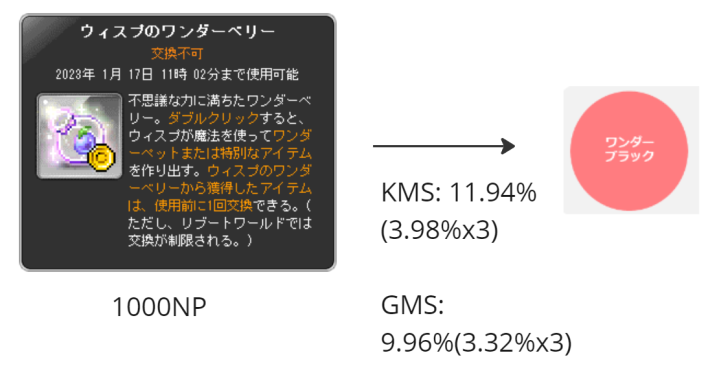 ウィスプのワンダーベリー
交換不可
2023年 1月 17日 11時 02分まで使用可能
不思議な力に満ちたワンダーベ
リー。ダブルクリックすると、
ウィスプが魔法を使ってワンダ
ーペットまたは特別なアイテム
を作り出す。ウィスプのワンダ
ーベリーから獲得したアイテム
は、使用前に1回交換できる。(
ただし、リブートワールドでは
交換が制限される。)
1000NP
KMS: 11.94%
(3.98%x3)
GMS:
9.96%(3.32%x3)
ワンダー
ブラック